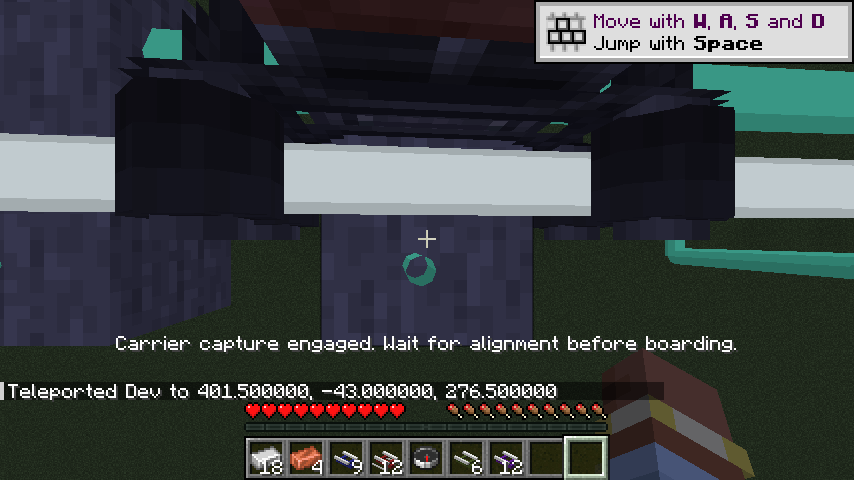 Move with W, A, S and D
Jump with Space
Carrier capture engaged. Wait for alignment before boarding.
Teleported Dev to 401.500000, -43.000000, 276.500000
18 4 9 12 6 12